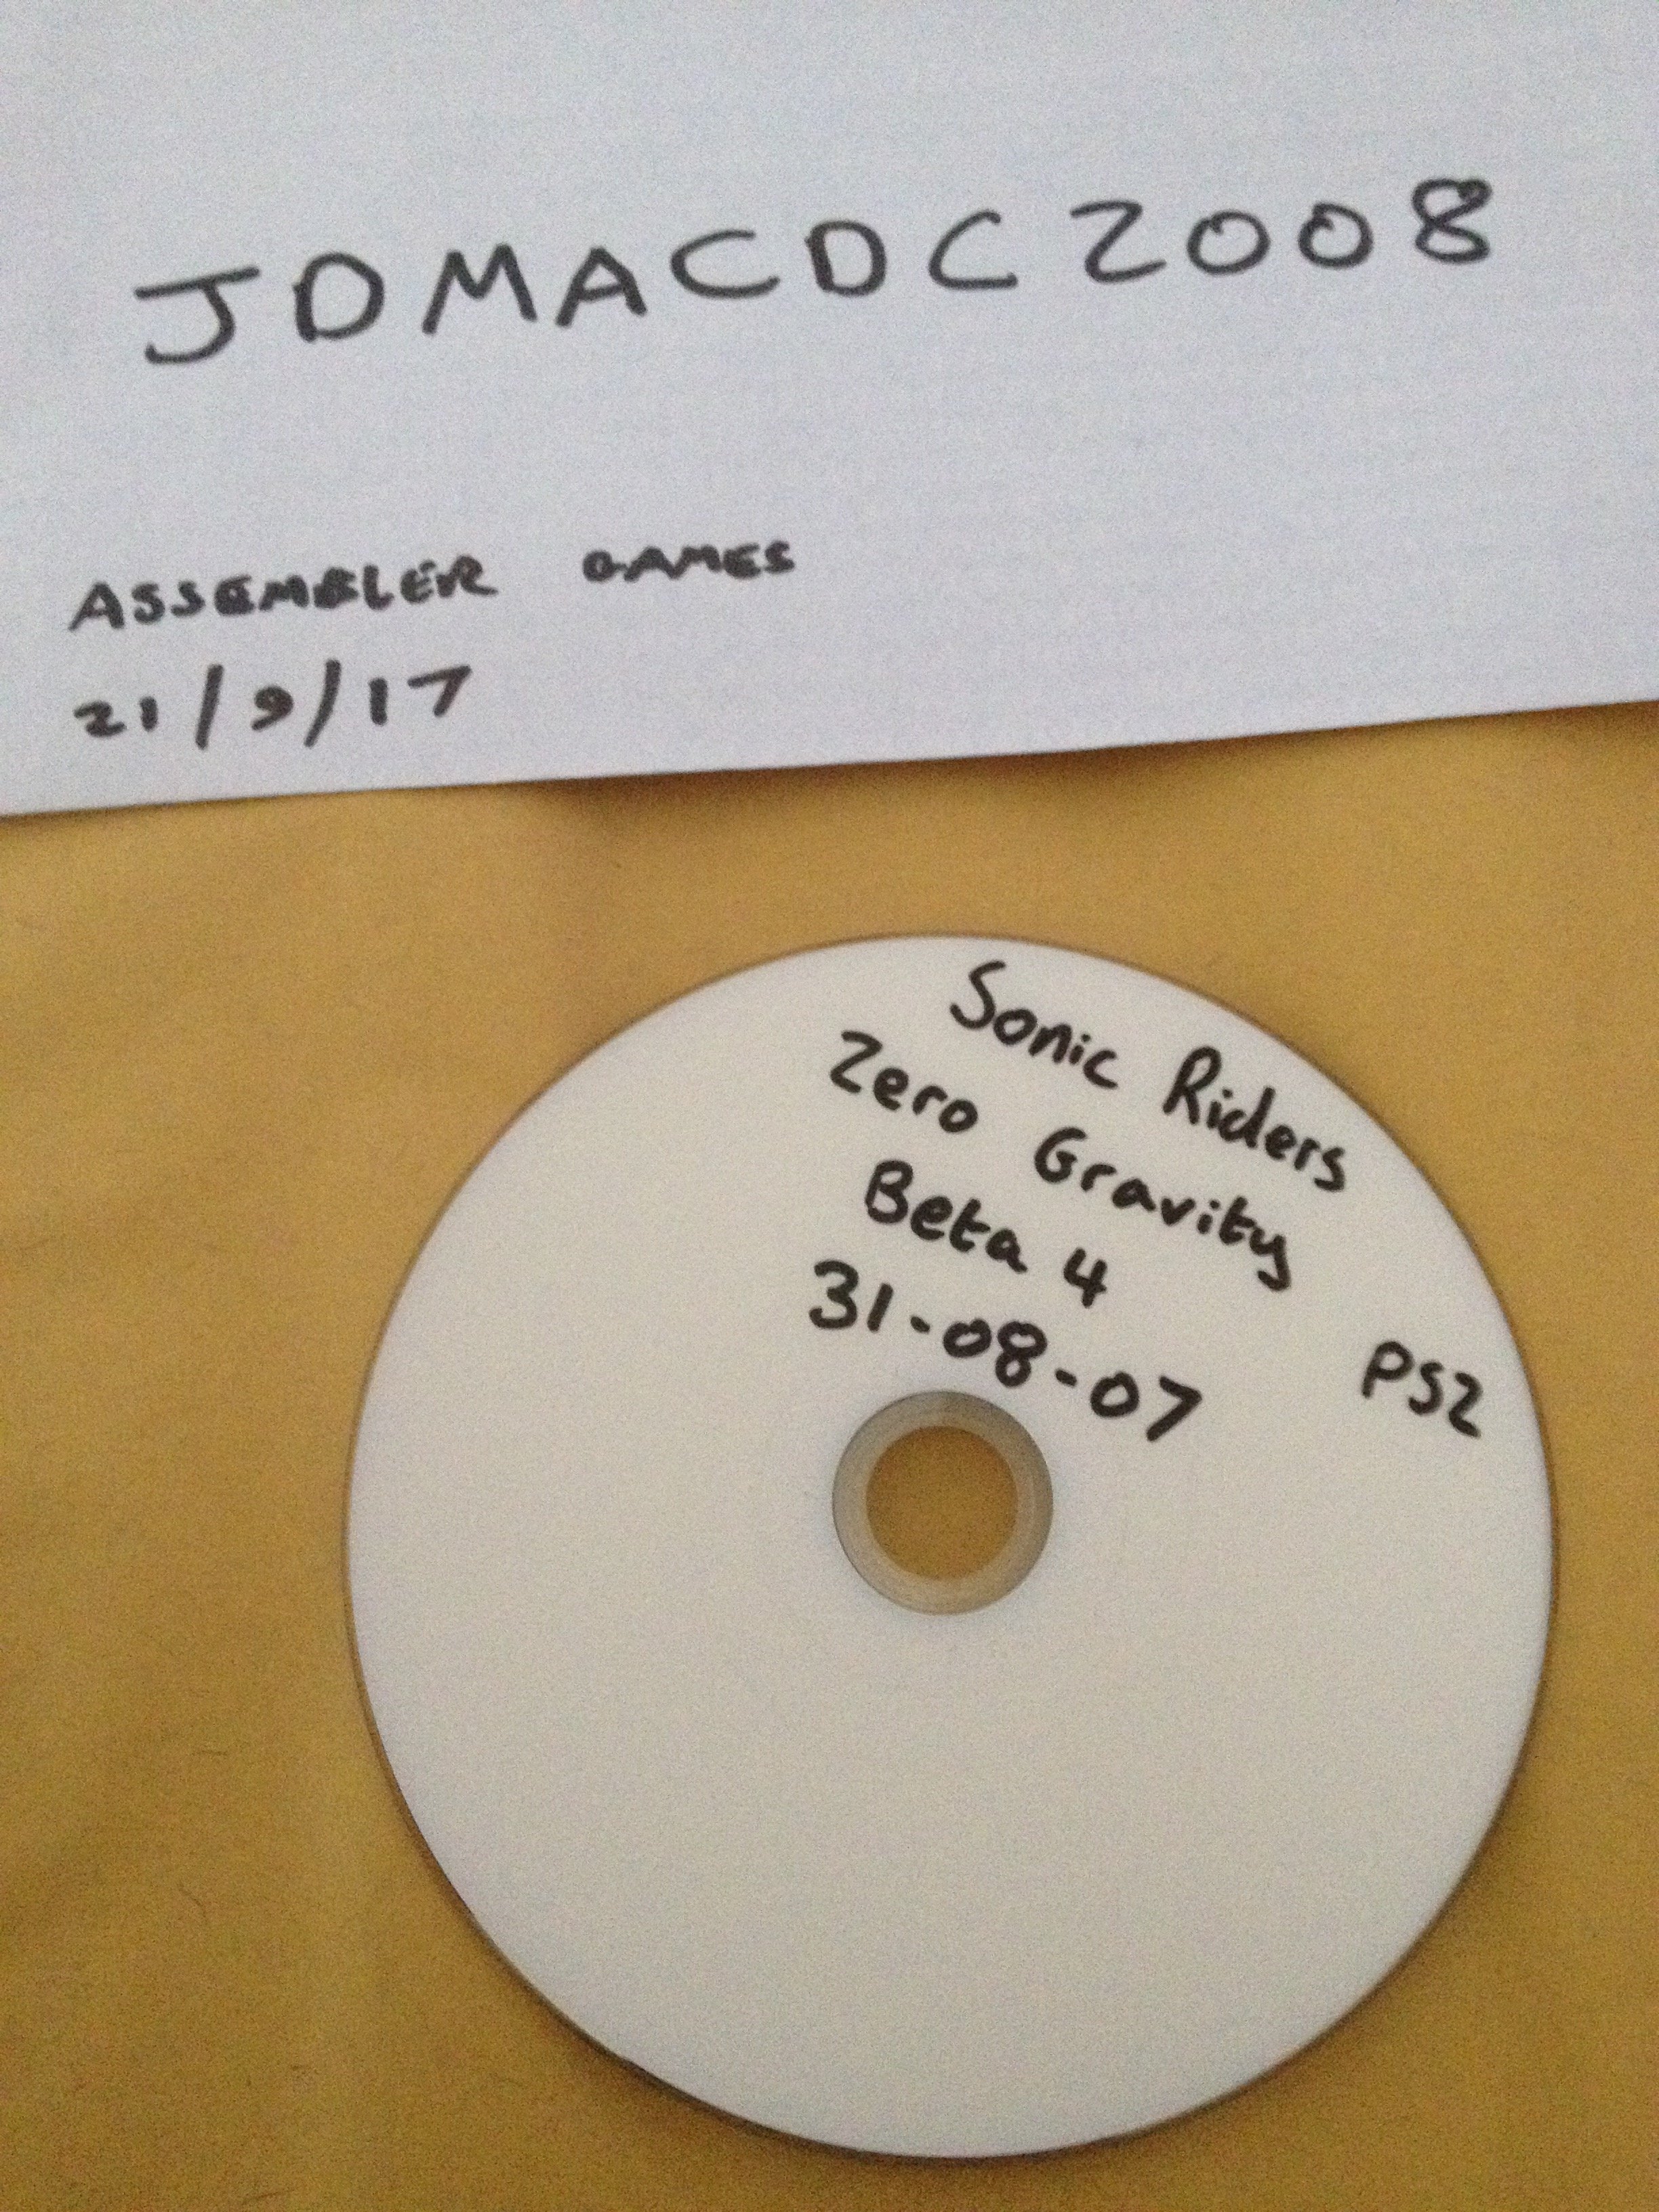 JDMACDC2008
ASSEMBLER GAMES
21/9/17
Sonic Riders
Zero Gravity
Beta 4
31-08-07
PS2